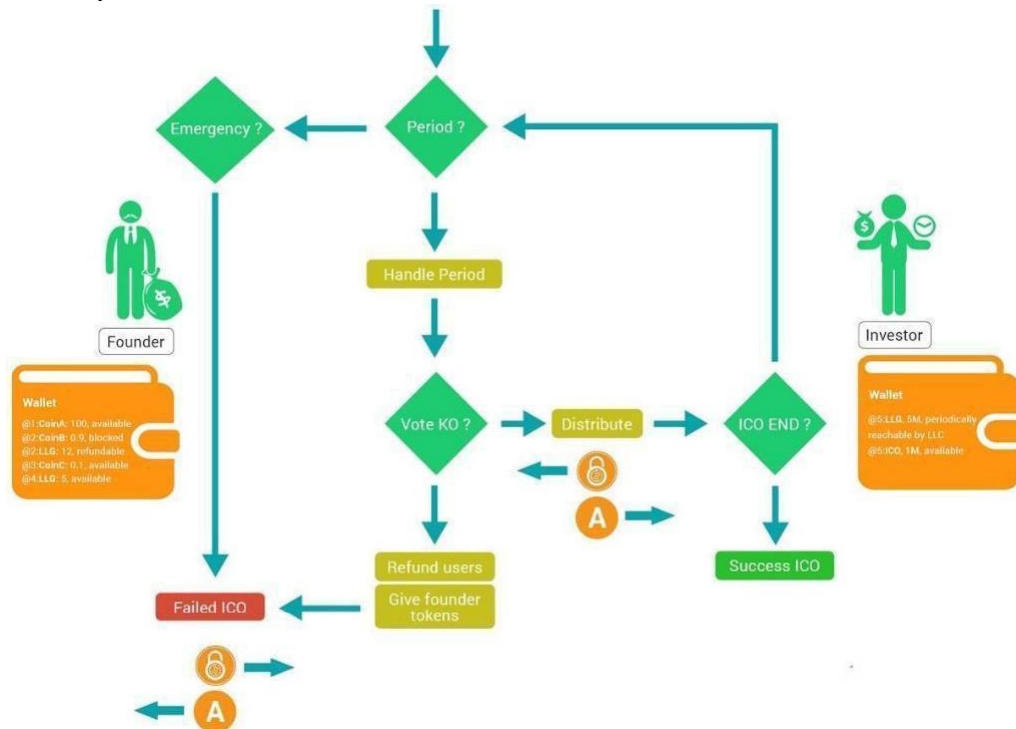 Emergency ?
Period ?
Handle Period
Founder
Investor
Wallet
@1:CoinA: 100, available
@2:CoinB: 0.9, blocked
@2:LLG: 12, refundable
@3:CoinC: 0.1, available
@4:LLG: 5, available
Wallet
@5:LLG, 5M, periodically
reachable by LLC
@5:ICO, 1M, available
Vote KO ?
Distribute
ICO END ?
A
Refund users
Give founder
tokens
Success ICO
Failed ICO
A